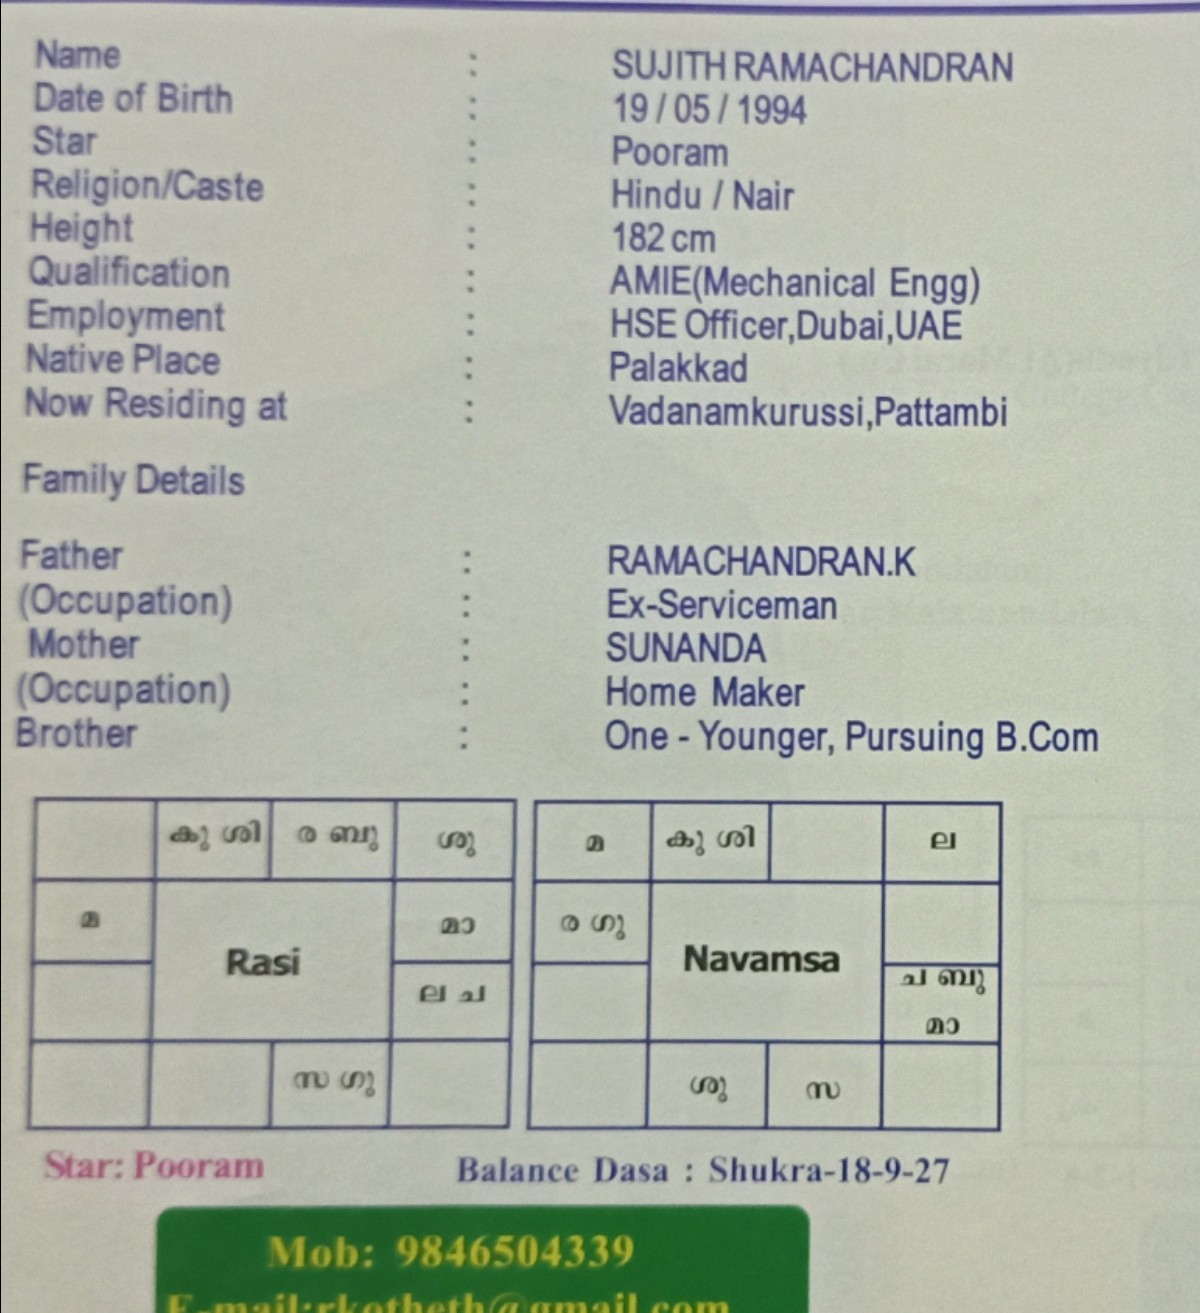 Name : SUJITH RAMACHANDRAN
Date of Birth : 19 / 05 / 1994
Star : Pooram
Religion/Caste : Hindu / Nair
Height : 182 cm
Qualification : AMIE(Mechanical Engg)
Employment : HSE Officer,Dubai,UAE
Native Place : Palakkad
Now Residing at : Vadanamkurussi,Pattambi
Family Details
Father : RAMACHANDRAN.K
(Occupation) : Ex-Serviceman
Mother : SUNANDA
(Occupation) : Home Maker
Brother : One - Younger, Pursuing B.Com
കു ശി ര ബു ശു
മ മാ
Rasi
ല ച
സ ഗു
മ കു ശി ല
ര ഗു
Navamsa
ച ബു
മാ
ശു സ
Star: Pooram
Balance Dasa : Shukra-18-9-27
Mob: 9846504339
E-mail:rkotheth@gmail.com